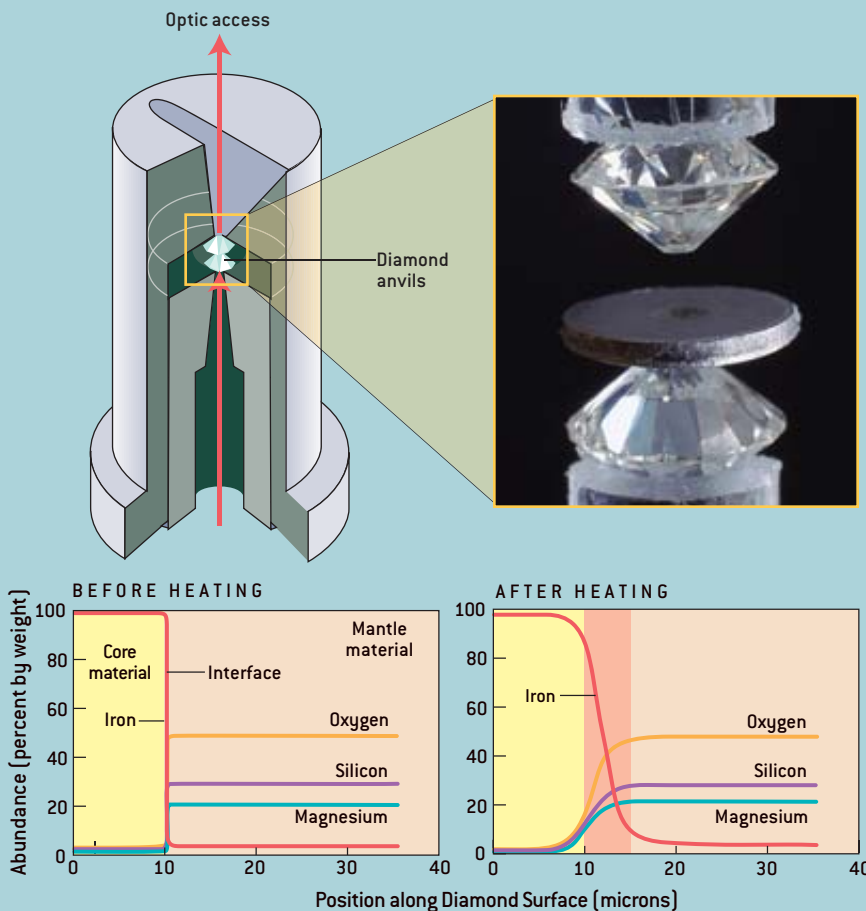 Optic access
Diamond
anvils
BEFORE HEATING
Abundance (percent by weight)
100
80
60
40
20
0
Core
material
Mantle
material
Interface
Iron
Oxygen
Silicon
Magnesium
0 10 20 30 40
AFTER HEATING
100
80
60
40
20
0
Iron
Oxygen
Silicon
Magnesium
0 10 20 30 40
Position along Diamond Surface (microns)